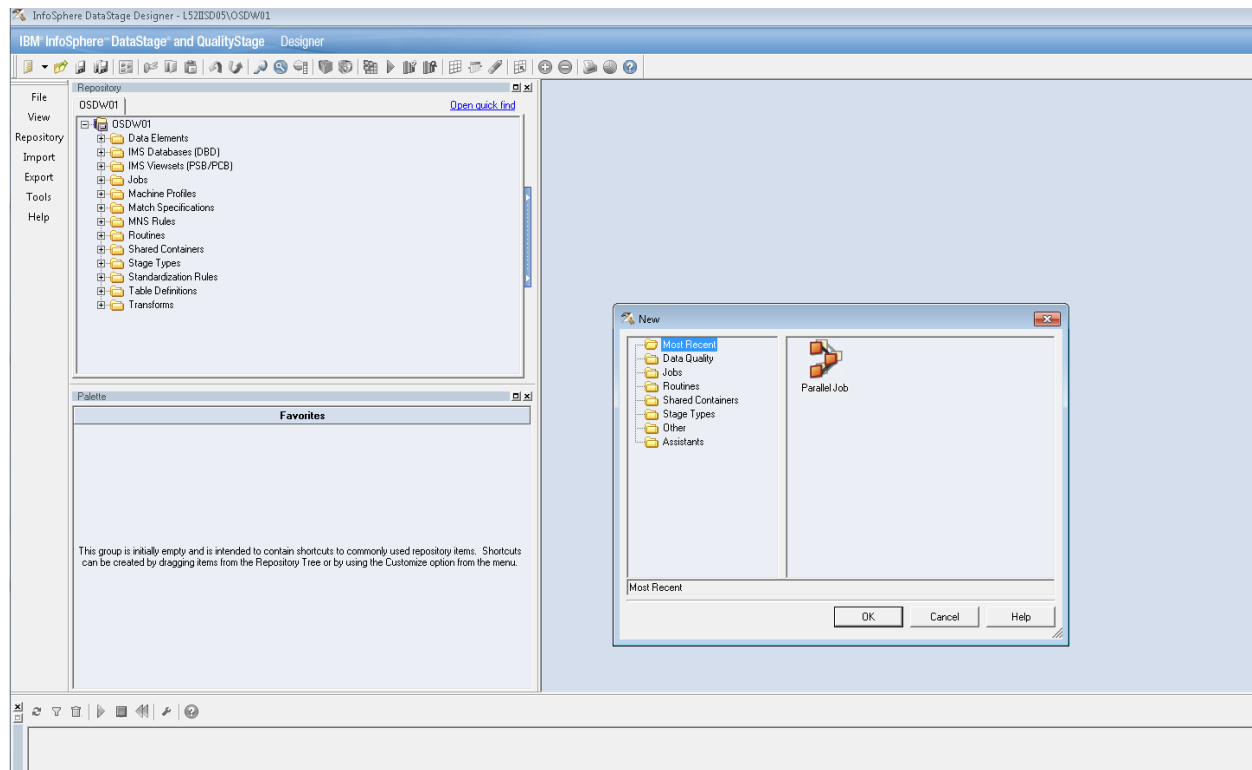 InfoSphere DataStage Designer - L52IISD05\OSDW01
IBM® InfoSphere™ DataStage® and QualityStage Designer
File
View
Repository
Import
Export
Tools
Help
Repository
OSDW01
Open quick find
OSDW01
Data Elements
IMS Databases (DBD)
IMS Viewsets (PSB/PCB)
Jobs
Machine Profiles
Match Specifications
MNS Rules
Routines
Shared Containers
Stage Types
Standardization Rules
Table Definitions
Transforms
Palette
Favorites
This group is initially empty and is intended to contain shortcuts to commonly used repository items. Shortcuts
can be created by dragging items from the Repository Tree or by using the Customize option from the menu.
New
Most Recent
Data Quality
Jobs
Routines
Shared Containers
Stage Types
Other
Assistants
Parallel Job
Most Recent
OK Cancel Help